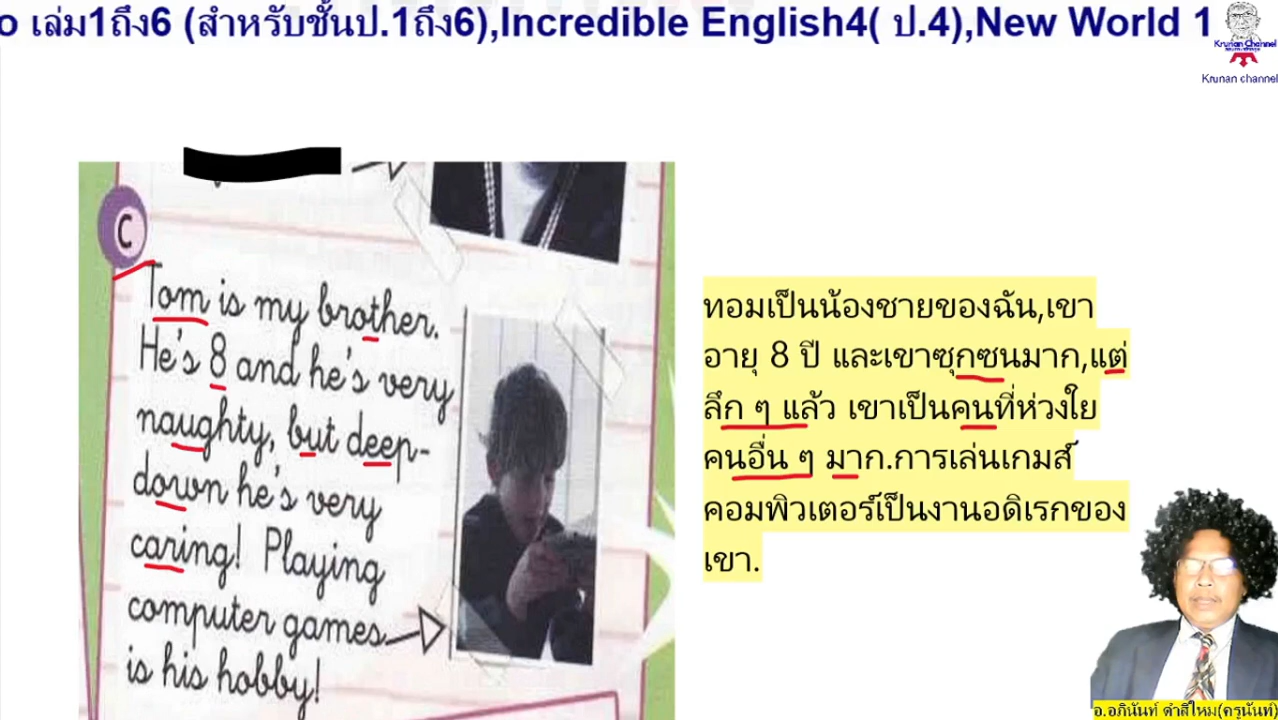 o เล่ม1ถึง6 (สำหรับชั้นป.1ถึง6),Incredible English4( ป.4),New World 1
Krunan Channel
Krunan channel
C
Tom is my brother.
He's 8 and he's very
naughty, but deep-
down he's very
caring! Playing
computer games
is his hobby!
ทอมเป็นน้องชายของฉัน,เขา
อายุ 8 ปี และเขาซุกซนมาก,แต่
ลึก ๆ แล้ว เขาเป็นคนที่ห่วงใย
คนอื่น ๆ มาก.การเล่นเกมส์
คอมพิวเตอร์เป็นงานอดิเรกของ
เขา.
อ.อภินันท์ คำสีใหม(ครูนันท์)